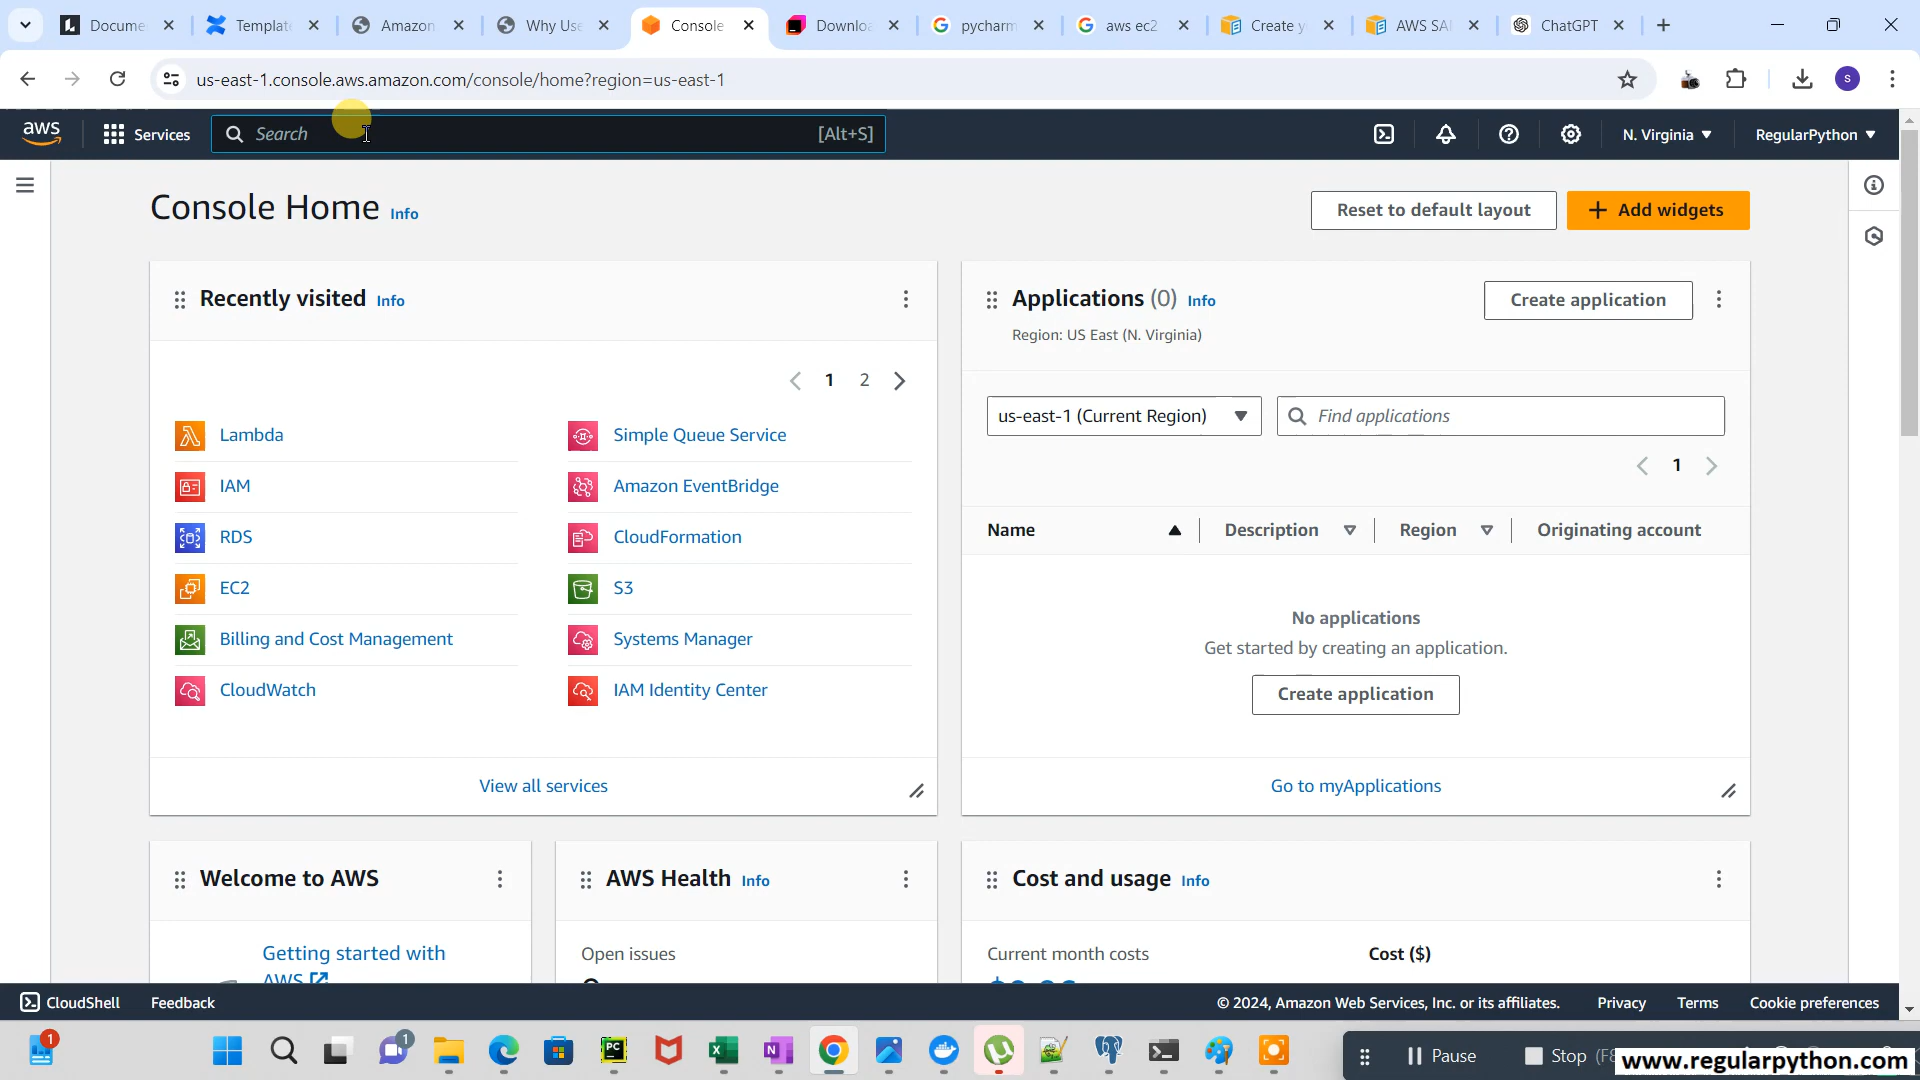 Docume
Template
Amazon
Why Use
Console
Downloa
pycharm
aws ec2
Create y
AWS SA
ChatGPT
us-east-1.console.aws.amazon.com/console/home?region=us-east-1
S
aws
Services
Search
[Alt+S]
N. Virginia
RegularPython
Console Home
Info
Reset to default layout
Add widgets
Recently visited
Info
1
2
Lambda
Simple Queue Service
IAM
Amazon EventBridge
RDS
CloudFormation
EC2
S3
Billing and Cost Management
Systems Manager
CloudWatch
IAM Identity Center
View all services
Applications (0)
Info
Create application
Region: US East (N. Virginia)
us-east-1 (Current Region)
Find applications
1
Name
Description
Region
Originating account
No applications
Get started by creating an application.
Create application
Go to myApplications
Welcome to AWS
Getting started with
AWS
AWS Health
Info
Open issues
Cost and usage
Info
Current month costs
Cost ($)
CloudShell
Feedback
© 2024, Amazon Web Services, Inc. or its affiliates.
Privacy
Terms
Cookie preferences
1
1
PC
Pause
Stop
www.regularpython.com